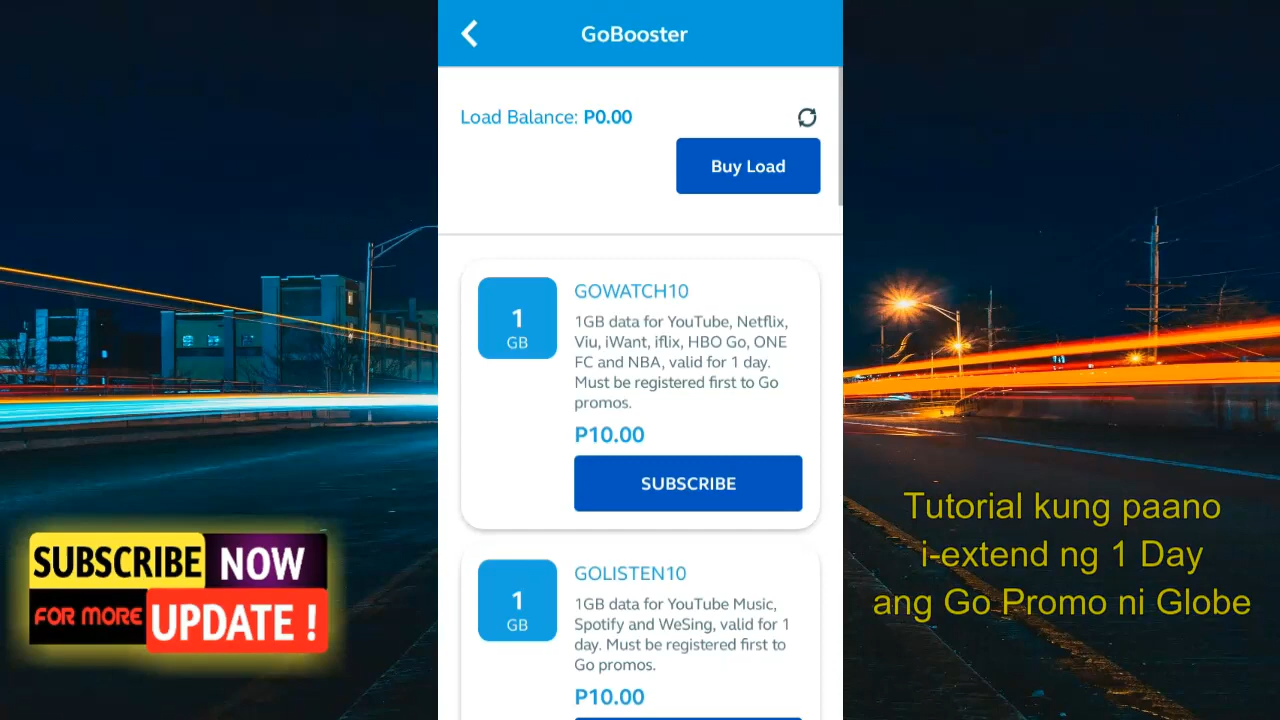 GoBooster
Load Balance: P0.00
Buy Load
1
GB
GOWATCH10
1GB data for YouTube, Netflix,
Viu, iWant, iflix, HBO Go, ONE
FC and NBA, valid for 1 day.
Must be registered first to Go
promos.
P10.00
SUBSCRIBE
1
GB
GOLISTEN10
1GB data for YouTube Music,
Spotify and WeSing, valid for 1
day. Must be registered first to
Go promos.
P10.00
SUBSCRIBE NOW
FOR MORE UPDATE !
Tutorial kung paano
i-extend ng 1 Day
ang Go Promo ni Globe